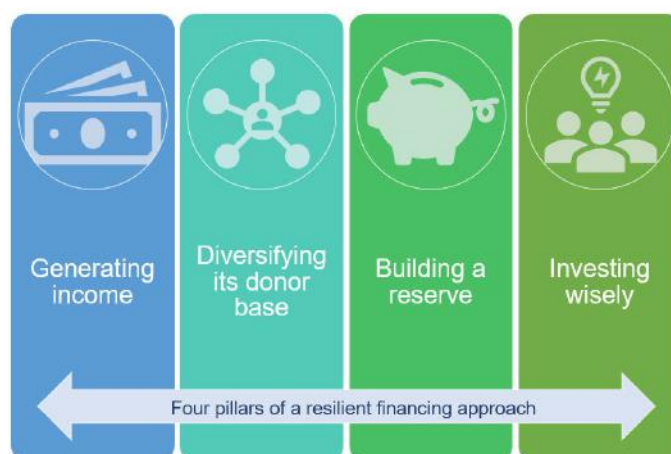 Generating
income
Diversifying
its donor
base
Building a
reserve
Investing
wisely
Four pillars of a resilient financing approach